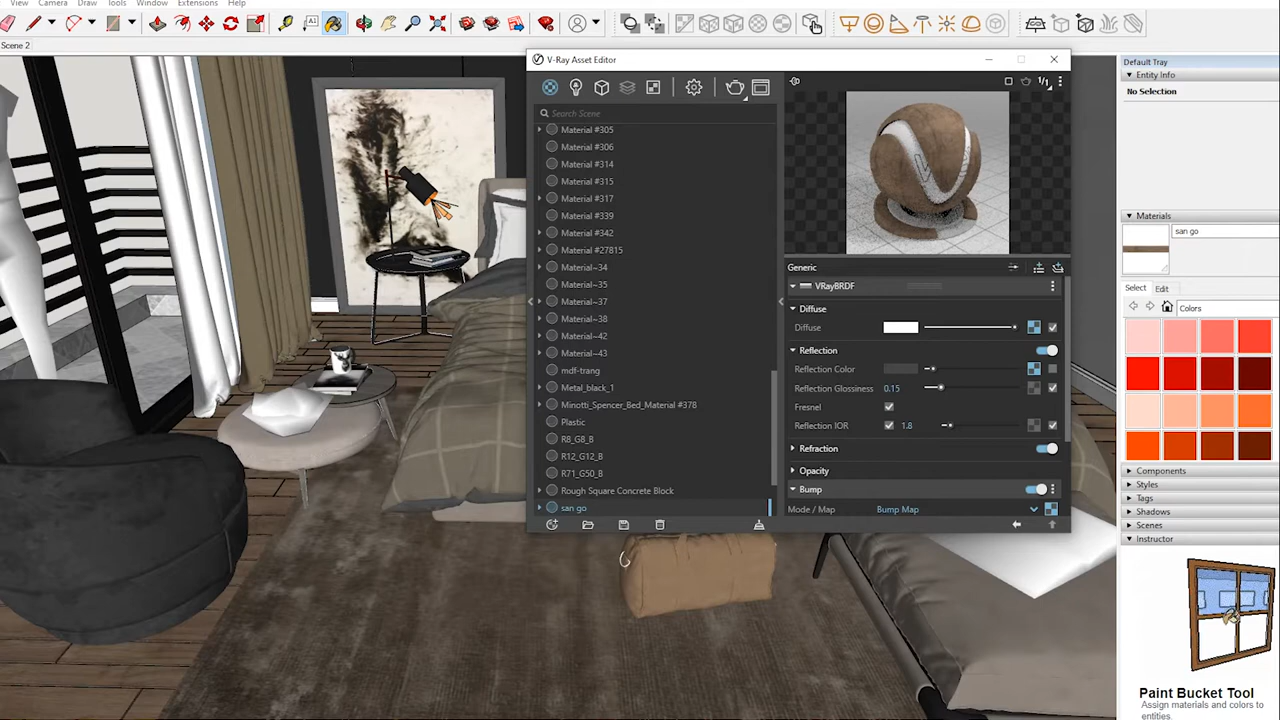 Camera Draw Tools Window Extensions Help
A1
Scene 2
V-Ray Asset Editor
Default Tray
Entity Info
No Selection
Search Scene
1/1
Material #305
Material #306
Material #314
Material #315
Material #317
Material #339
Material #342
Material #27815
Material~34
Material~35
Material~37
Material~38
Material~42
Material~43
mdf-trang
Metal_black_1
Minotti_Spencer_Bed_Material #378
Plastic
R8_G8_B
R12_G12_B
R71_G50_B
Rough Square Concrete Block
san go
Generic
VRayBRDF
Diffuse
Diffuse
Reflection
Reflection Color
Reflection Glossiness 0.15
Fresnel
Reflection IOR 1.8
Refraction
Opacity
Bump
Mode / Map Bump Map
Materials
san go
Select Edit
Colors
Components
Styles
Tags
Shadows
Scenes
Instructor
Paint Bucket Tool
Assign materials and colors to
entities.